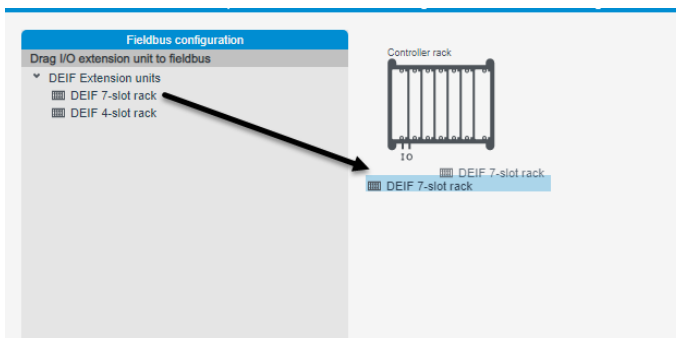 Fieldbus configuration
Drag I/O extension unit to fieldbus
DEIF Extension units
DEIF 7-slot rack
DEIF 4-slot rack
Controller rack
I O
DEIF 7-slot rack
DEIF 7-slot rack